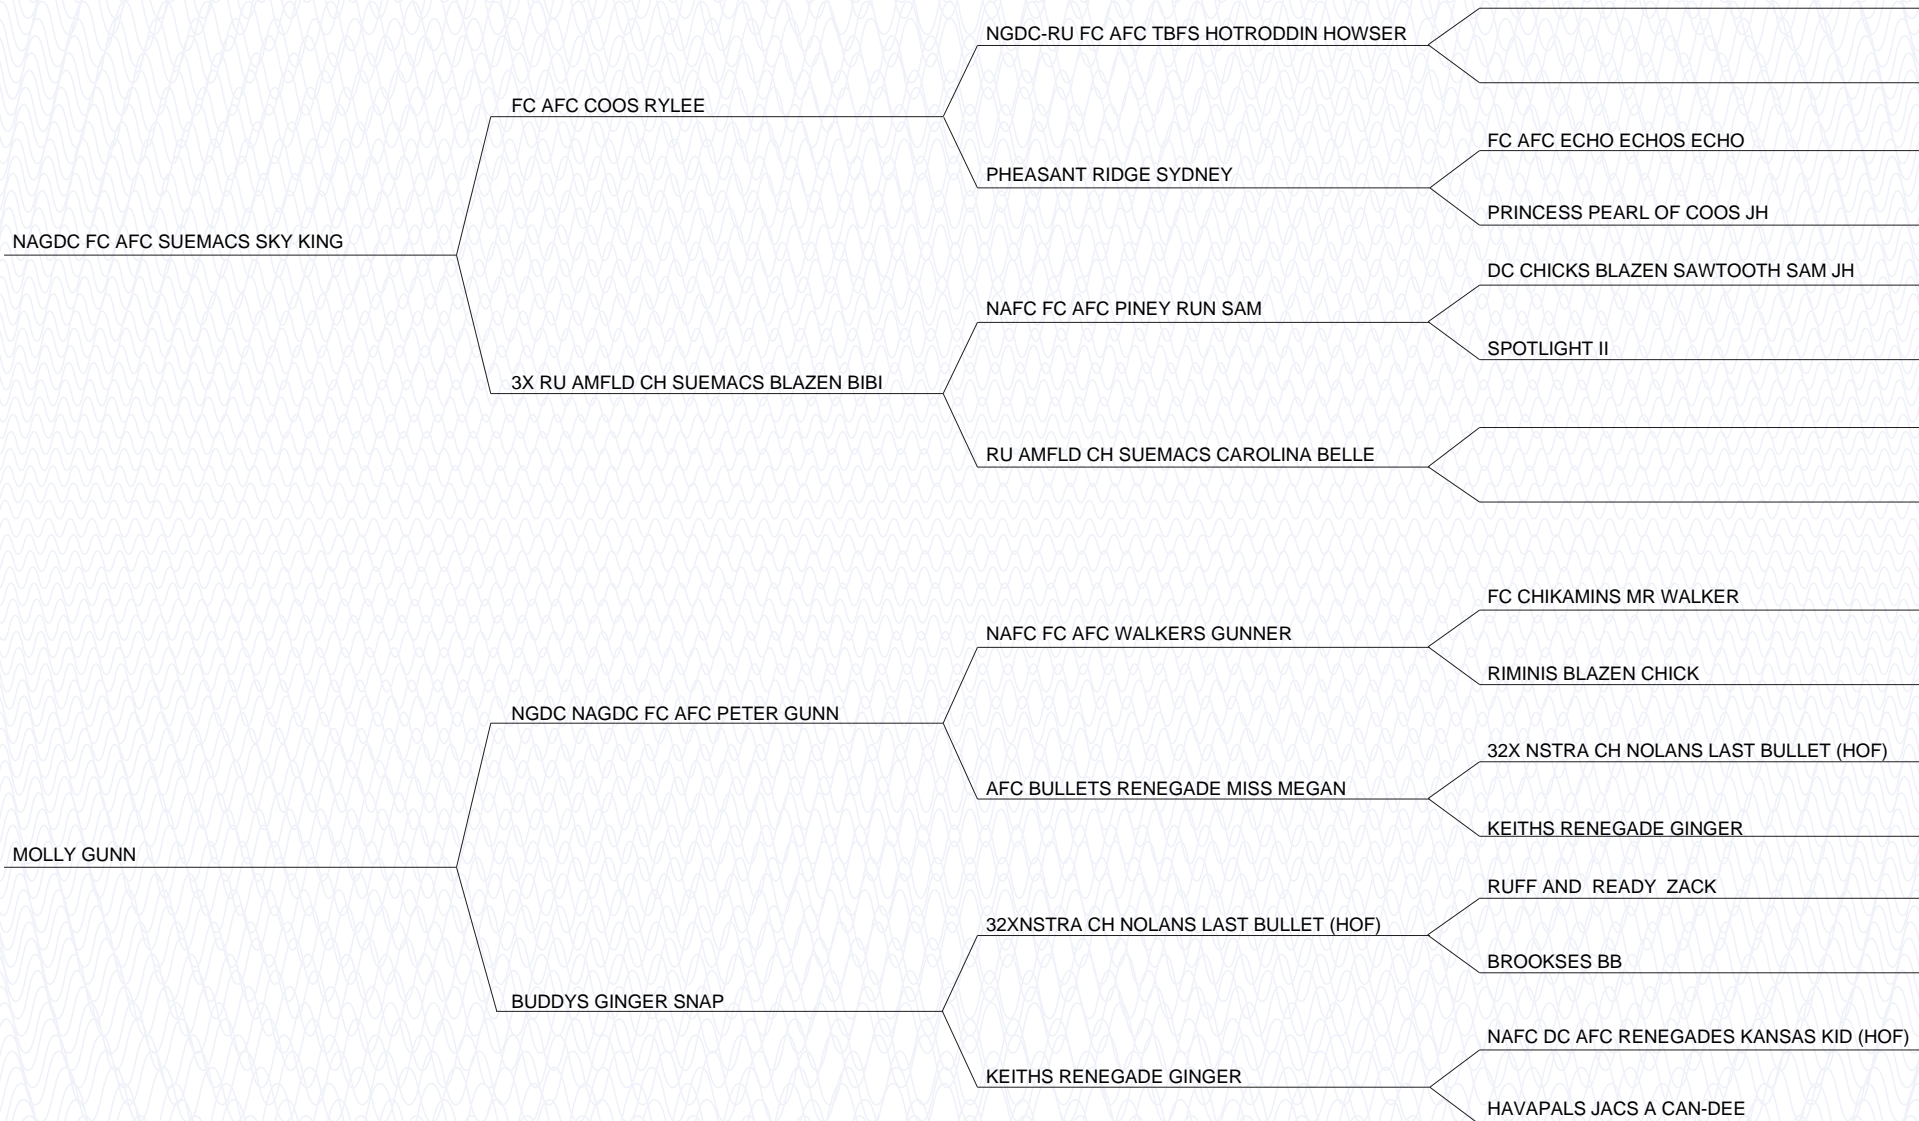 NGDC-RU FC AFC TBFS HOTRODDIN HOWSER
FC AFC COOS RYLEE
FC AFC ECHO ECHOS ECHO
PHEASANT RIDGE SYDNEY
PRINCESS PEARL OF COOS JH
NAGDC FC AFC SUEMACS SKY KING
DC CHICKS BLAZEN SAWTOOTH SAM JH
NAFC FC AFC PINEY RUN SAM
SPOTLIGHT II
3X RU AMFLD CH SUEMACS BLAZEN BIBI
RU AMFLD CH SUEMACS CAROLINA BELLE
FC CHIKAMINS MR WALKER
NAFC FC AFC WALKERS GUNNER
RIMINIS BLAZEN CHICK
NGDC NAGDC FC AFC PETER GUNN
32X NSTRA CH NOLANS LAST BULLET (HOF)
AFC BULLETS RENEGADE MISS MEGAN
KEITHS RENEGADE GINGER
MOLLY GUNN
RUFF AND  READY  ZACK
32XNSTRA CH NOLANS LAST BULLET (HOF)
BROOKSES BB
BUDDYS GINGER SNAP
NAFC DC AFC RENEGADES KANSAS KID (HOF)
KEITHS RENEGADE GINGER
HAVAPALS JACS A CAN-DEE